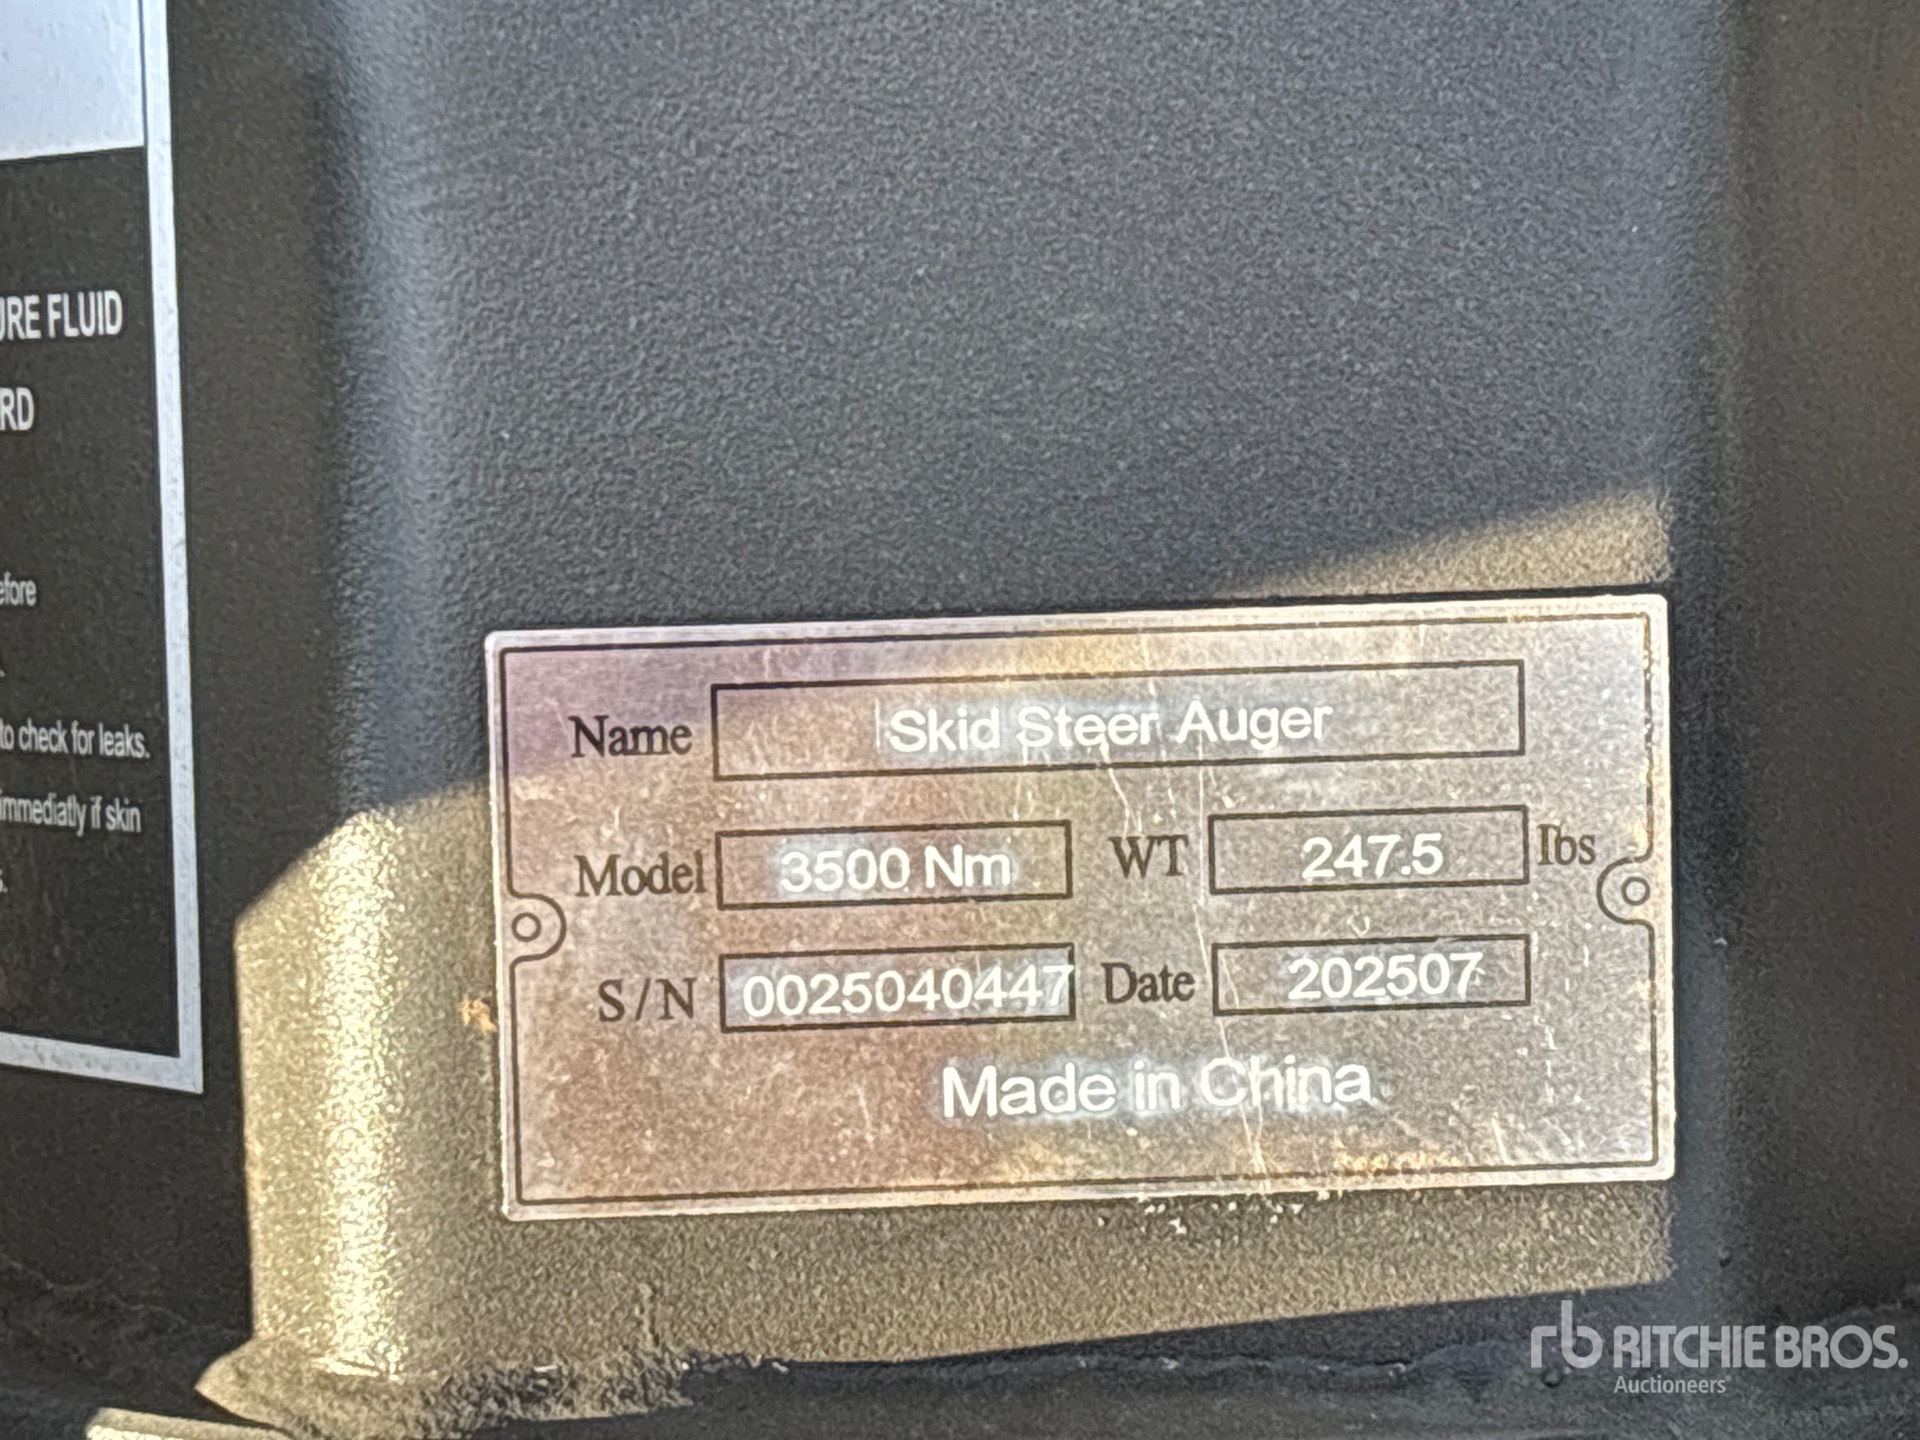 URE FLUID
RD
efore
to check for leaks.
immediatly if skin
Name Skid Steer Auger
Model 3500 Nm WT 247.5 lbs
S/N 0025040447 Date 202507
Made in China
rb RITCHIE BROS.
Auctioneers